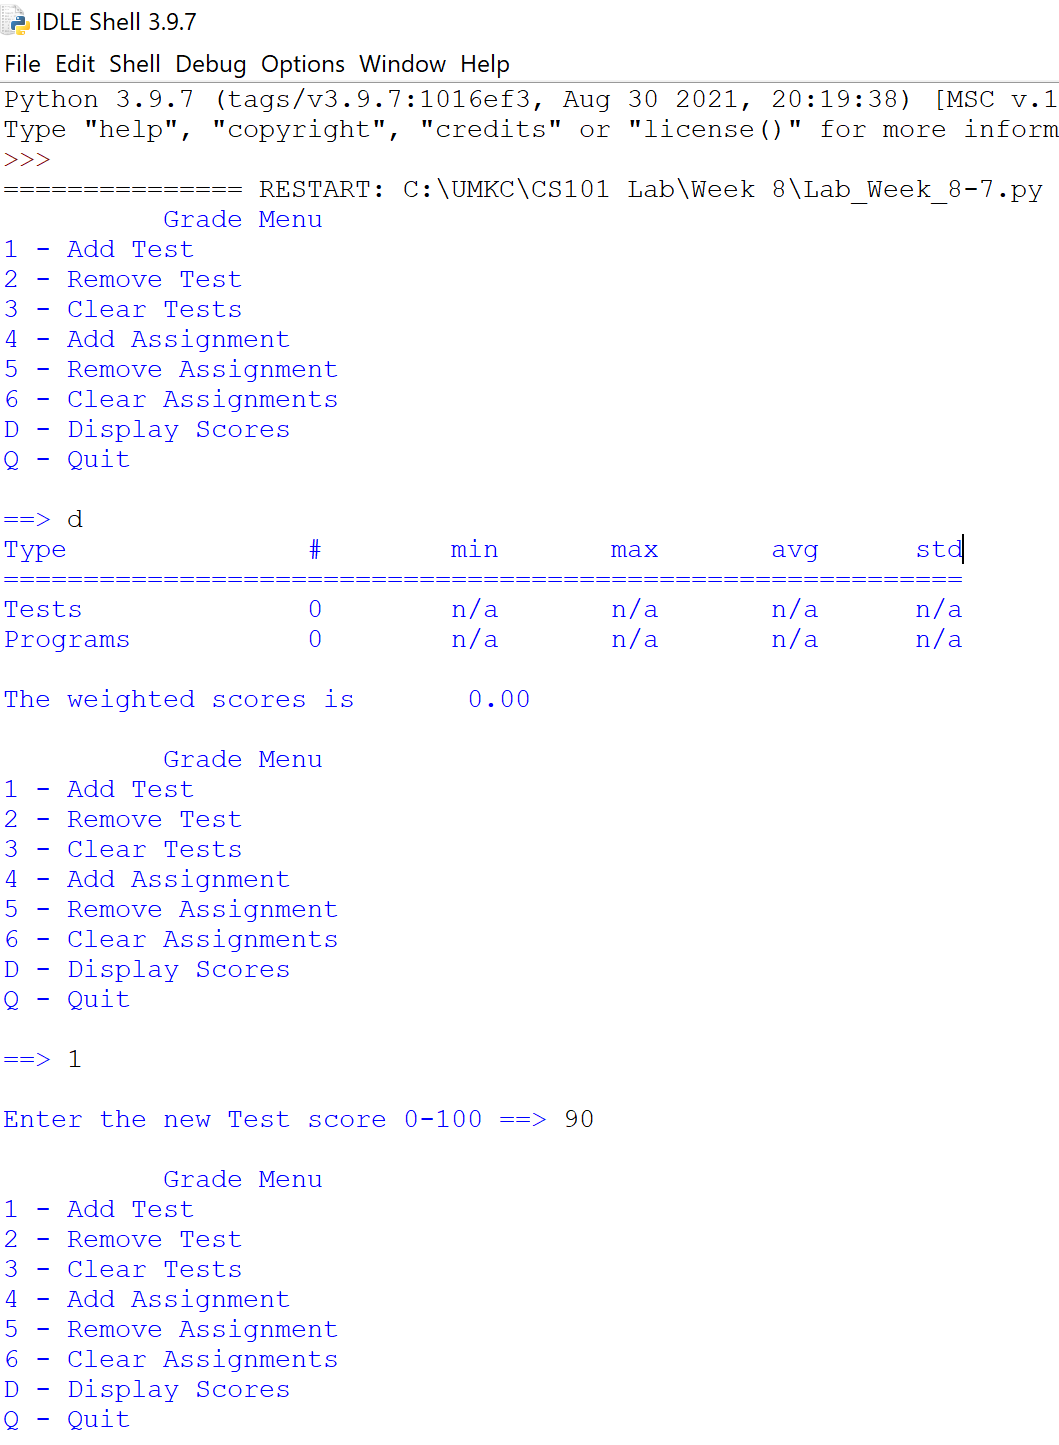 IDLE Shell 3.9.7
File Edit Shell Debug Options Window Help
Python 3.9.7 (tags/v3.9.7:1016ef3, Aug 30 2021, 20:19:38) [MSC v.1
Type "help", "copyright", "credits" or "license()" for more inform
>>>
=============== RESTART: C:\UMKC\CS101 Lab\Week 8\Lab_Week_8-7.py
          Grade Menu
1 - Add Test
2 - Remove Test
3 - Clear Tests
4 - Add Assignment
5 - Remove Assignment
6 - Clear Assignments
D - Display Scores
Q - Quit

==> d
Type               #        min       max       avg      std
============================================================
Tests              0        n/a       n/a       n/a      n/a
Programs           0        n/a       n/a       n/a      n/a

The weighted scores is       0.00

          Grade Menu
1 - Add Test
2 - Remove Test
3 - Clear Tests
4 - Add Assignment
5 - Remove Assignment
6 - Clear Assignments
D - Display Scores
Q - Quit

==> 1

Enter the new Test score 0-100 ==> 90

          Grade Menu
1 - Add Test
2 - Remove Test
3 - Clear Tests
4 - Add Assignment
5 - Remove Assignment
6 - Clear Assignments
D - Display Scores
Q - Quit